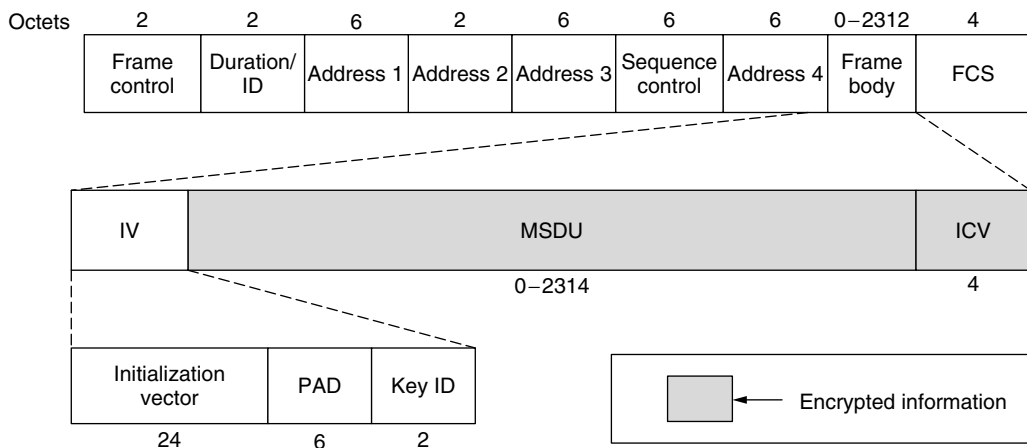 Octets 2 2 6 2 6 6 6 0–2312 4
Frame control Duration/ ID Address 1 Address 2 Address 3 Sequence control Address 4 Frame body FCS
IV MSDU ICV
0–2314 4
Initialization vector PAD Key ID
24 6 2
Encrypted information